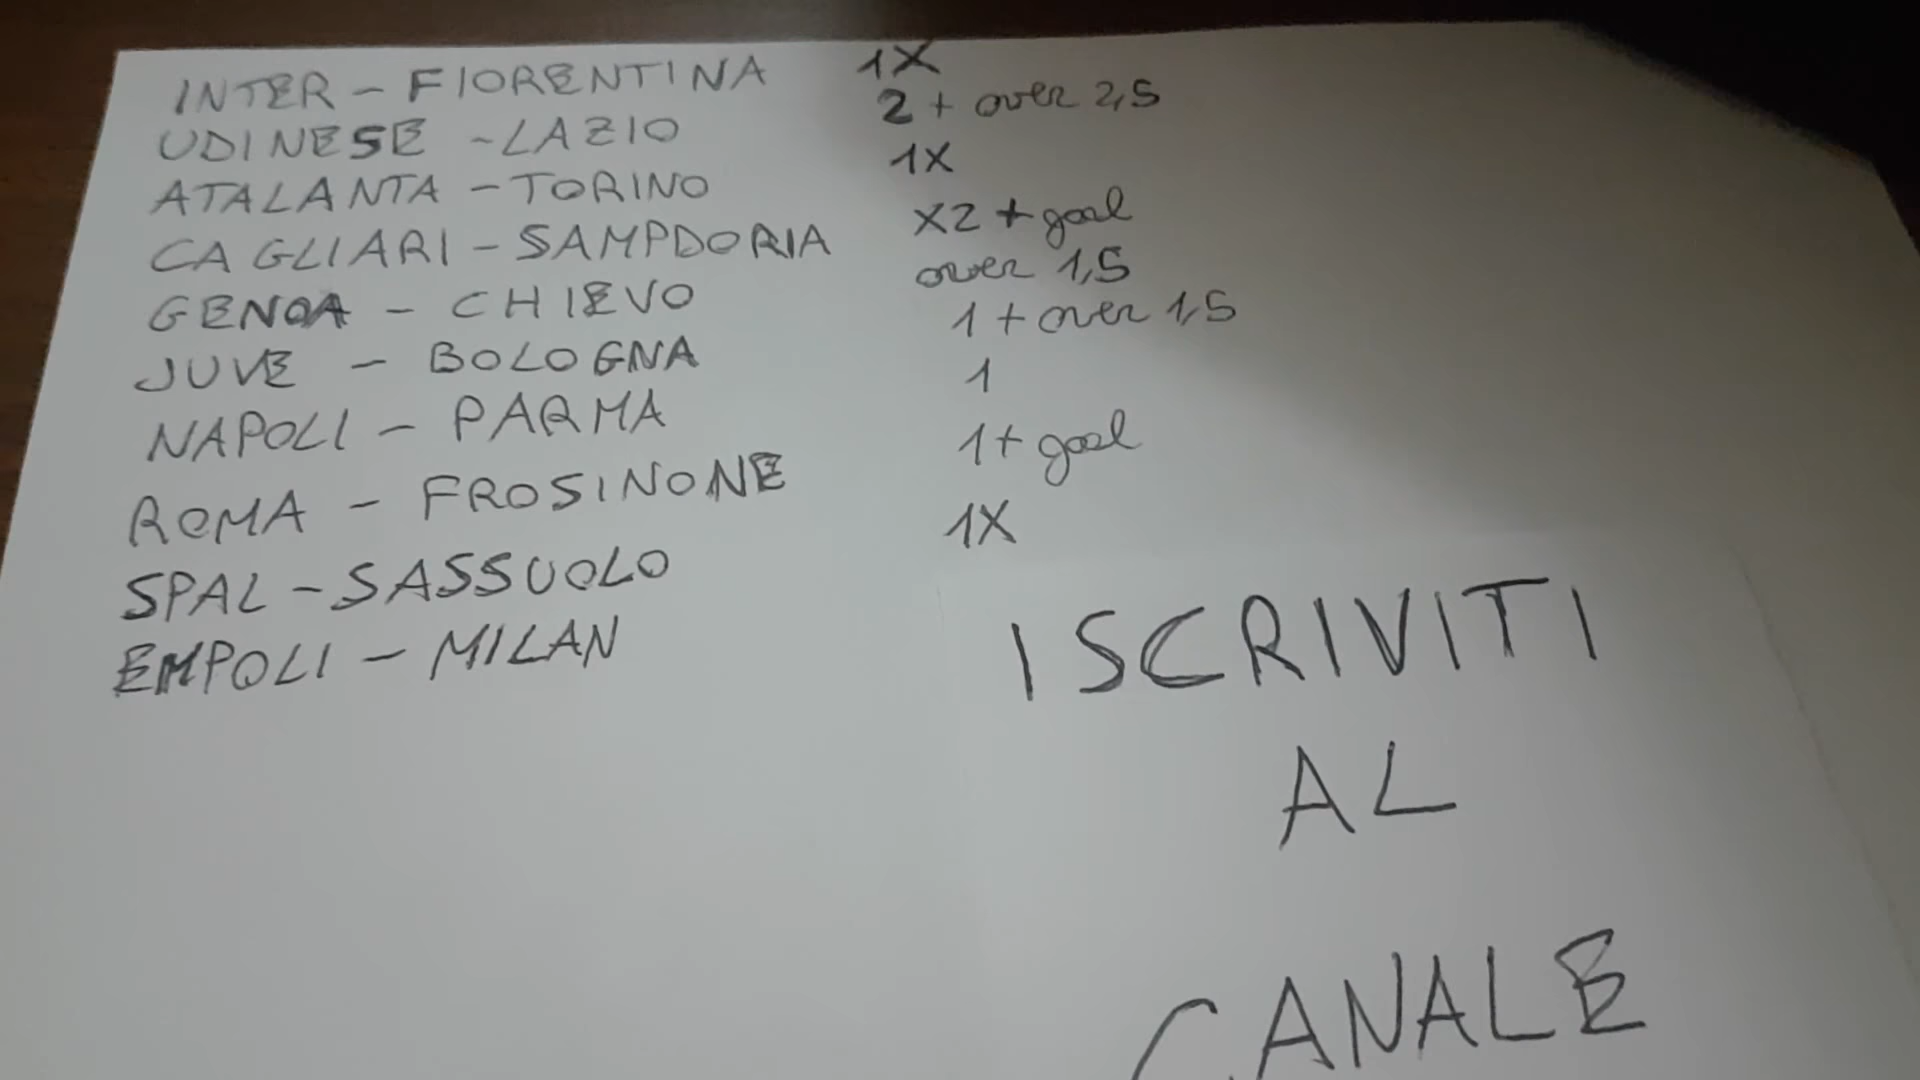 INTER - FIORENTINA 1X
UDINESE - LAZIO 2 + over 2,5
ATALANTA - TORINO 1X
CAGLIARI - SAMPDORIA X2 + goal
GENOA - CHIEVO over 1,5
JUVE - BOLOGNA 1 + over 1,5
NAPOLI - PARMA 1
ROMA - FROSINONE 1 + goal
SPAL - SASSUOLO 1X
EMPOLI - MILAN
ISCRIVITI
AL
CANALE